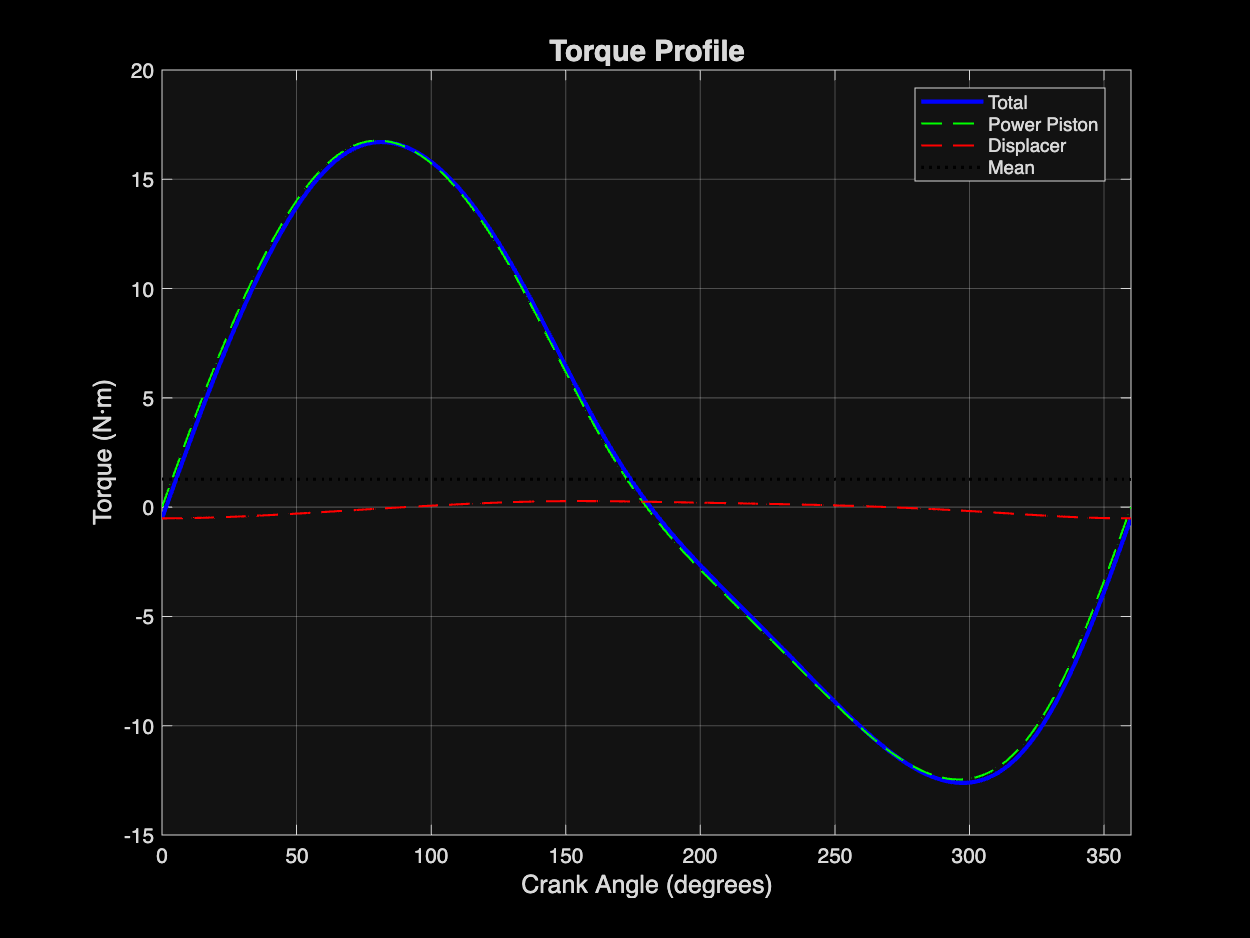 Torque Profile
20
15
10
5
0
-5
-10
-15
Torque (N·m)
Total
Power Piston
Displacer
Mean
0 50 100 150 200 250 300 350
Crank Angle (degrees)